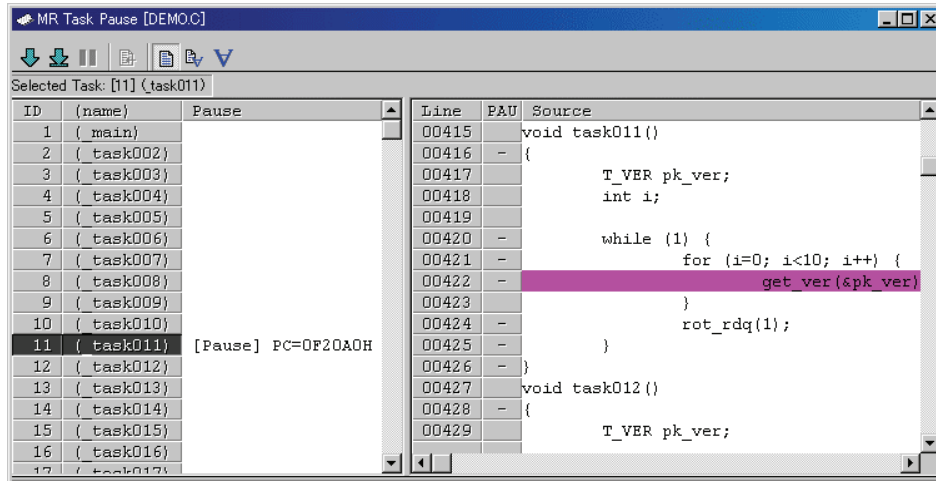 MR Task Pause [DEMO.C]
Selected Task: [11] (_task011)
ID (name) Pause
1 (_main)
2 (_task002)
3 (_task003)
4 (_task004)
5 (_task005)
6 (_task006)
7 (_task007)
8 (_task008)
9 (_task009)
10 (_task010)
11 (_task011) [Pause] PC=0F20A0H
12 (_task012)
13 (_task013)
14 (_task014)
15 (_task015)
16 (_task016)
17 (_task017)
Line PAU Source
00415 void task011()
00416 - {
00417 T_VER pk_ver;
00418 int i;
00419
00420 - while (1) {
00421 - for (i=0; i<10; i++) {
00422 - get_ver(&pk_ver)
00423 }
00424 - rot_rdq(1);
00425 - }
00426 - }
00427 void task012()
00428 - {
00429 T_VER pk_ver;